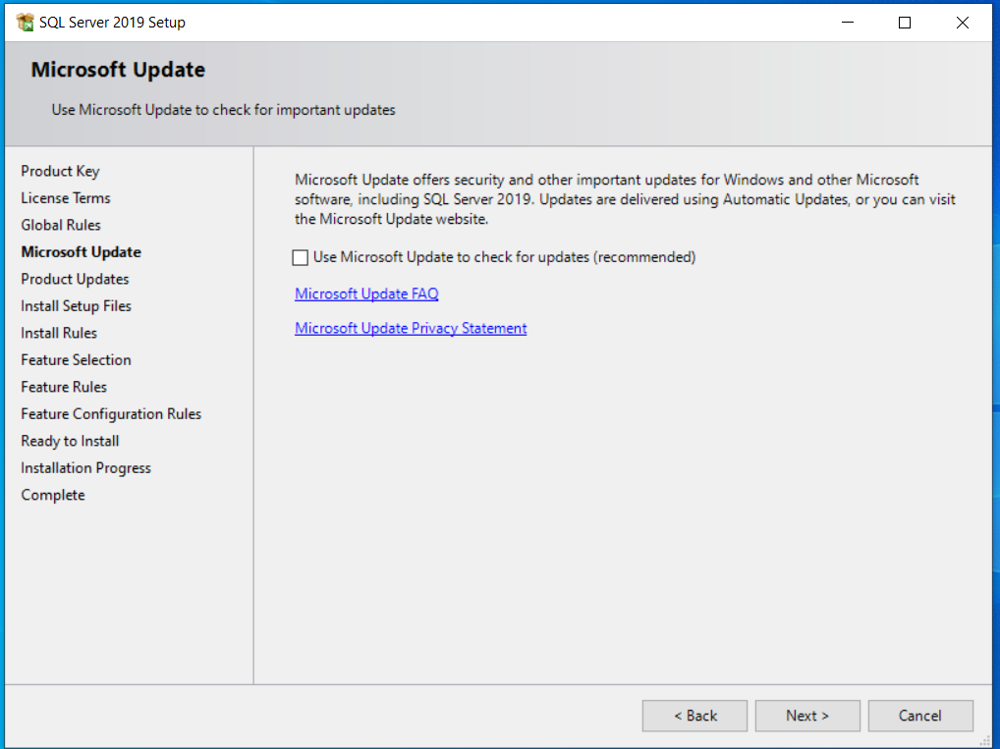 SQL Server 2019 Setup
Microsoft Update
Use Microsoft Update to check for important updates
Product Key
License Terms
Global Rules
Microsoft Update
Product Updates
Install Setup Files
Install Rules
Feature Selection
Feature Rules
Feature Configuration Rules
Ready to Install
Installation Progress
Complete
Microsoft Update offers security and other important updates for Windows and other Microsoft
software, including SQL Server 2019. Updates are delivered using Automatic Updates, or you can visit
the Microsoft Update website.
Use Microsoft Update to check for updates (recommended)
Microsoft Update FAQ
Microsoft Update Privacy Statement
< Back
Next >
Cancel